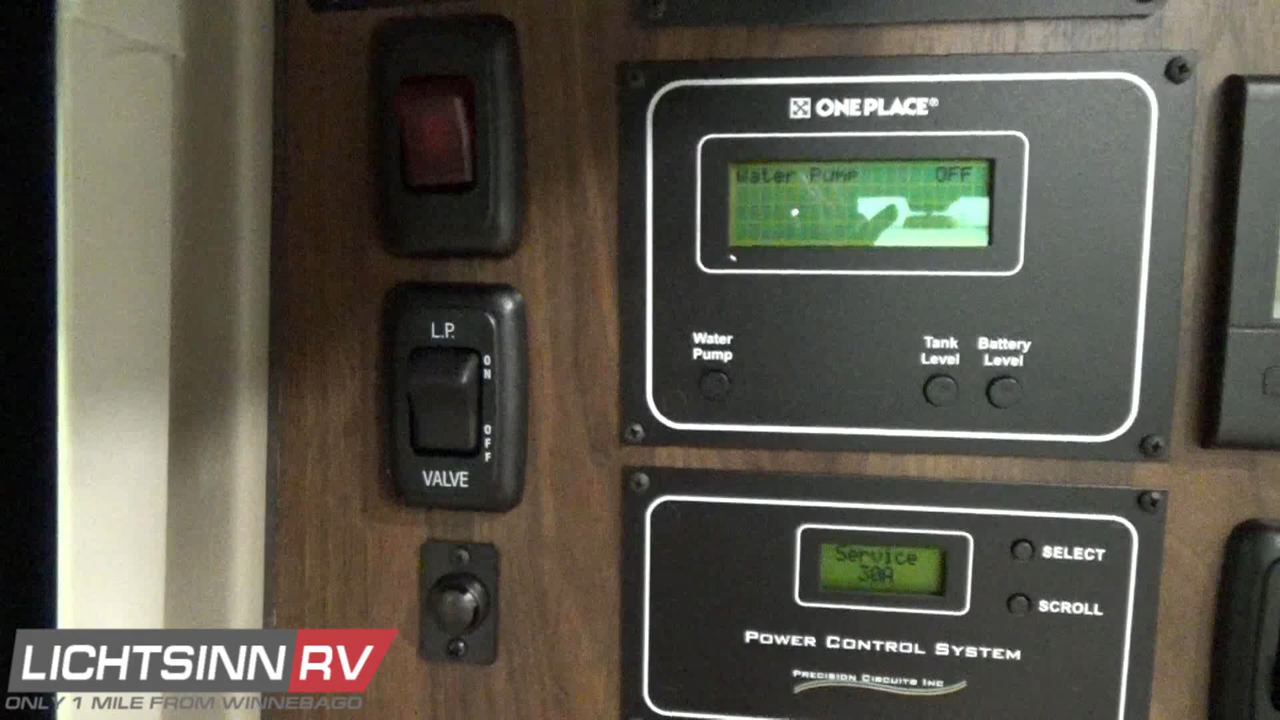 ONE PLACE®
Water Pump OFF
Water
Pump
Tank
Level
Battery
Level
L.P.
ON
OFF
VALVE
Service
30A
SELECT
SCROLL
POWER CONTROL SYSTEM
PRECISION CIRCUITS INC
LICHTSINN RV
ONLY 1 MILE FROM WINNEBAGO